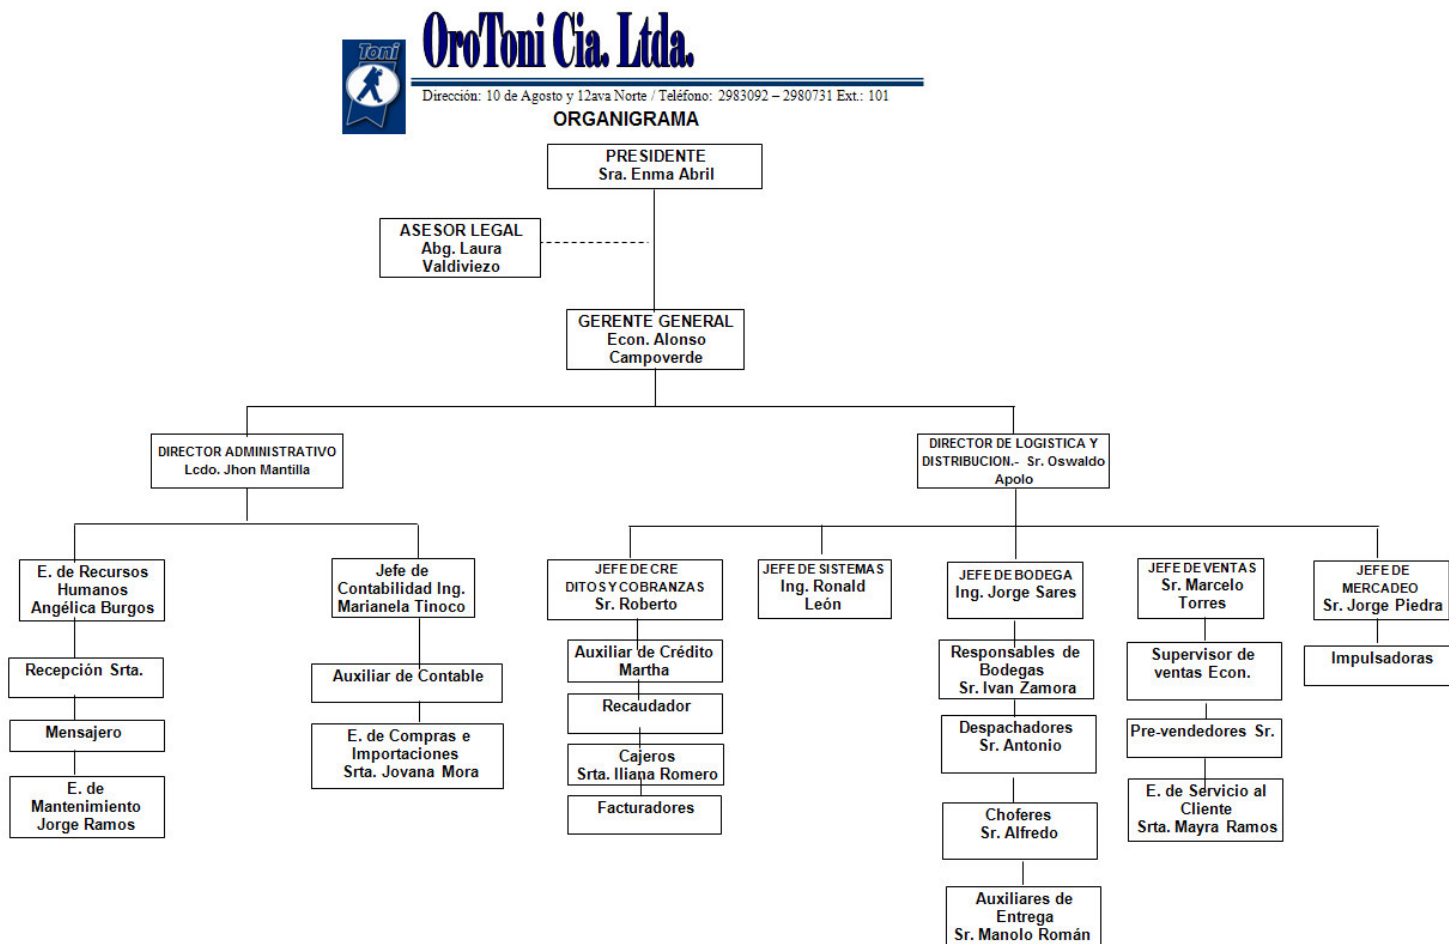 Toni
OroToni Cia. Ltda.
Dirección: 10 de Agosto y 12ava Norte / Teléfono: 2983092 – 2980731 Ext.: 101
ORGANIGRAMA
PRESIDENTE
Sra. Enma Abril
ASESOR LEGAL
Abg. Laura
Valdiviezo
GERENTE GENERAL
Econ. Alonso
Campoverde
DIRECTOR ADMINISTRATIVO
Lcdo. Jhon Mantilla
DIRECTOR DE LOGISTICA Y
DISTRIBUCION.- Sr. Oswaldo
Apolo
E. de Recursos
Humanos
Angélica Burgos
Recepción Srta.
Mensajero
E. de
Mantenimiento
Jorge Ramos
Jefe de
Contabilidad Ing.
Marianela Tinoco
Auxiliar de Contable
E. de Compras e
Importaciones
Srta. Jovana Mora
JEFE DE CRE
DITOS Y COBRANZAS
Sr. Roberto
Auxiliar de Crédito
Martha
Recaudador
Cajeros
Srta. Iliana Romero
Facturadores
JEFE DE SISTEMAS
Ing. Ronald
León
JEFE DE BODEGA
Ing. Jorge Sares
Responsables de
Bodegas
Sr. Ivan Zamora
Despachadores
Sr. Antonio
Choferes
Sr. Alfredo
Auxiliares de
Entrega
Sr. Manolo Román
JEFE DE VENTAS
Sr. Marcelo
Torres
Supervisor de
ventas Econ.
Pre-vendedores Sr.
E. de Servicio al
Cliente
Srta. Mayra Ramos
JEFE DE
MERCADEO
Sr. Jorge Piedra
Impulsadoras